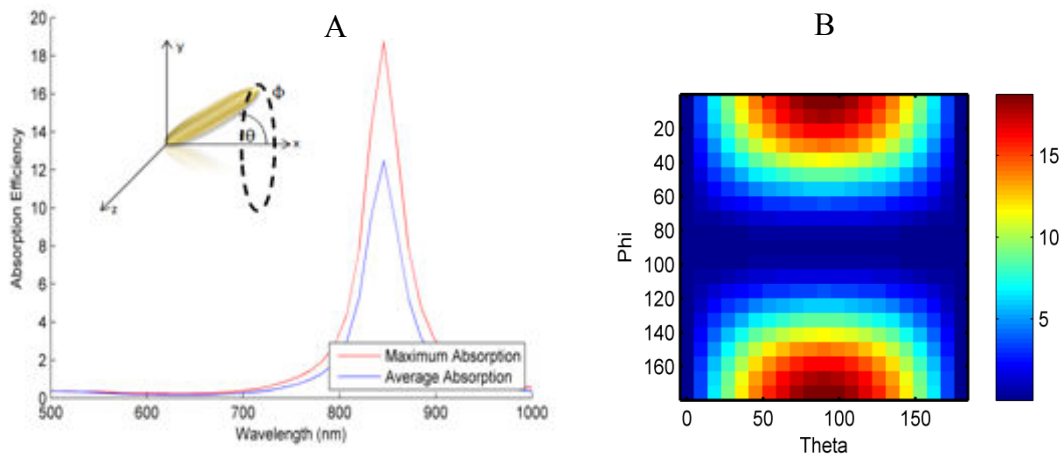 A
20
18
16
14
12
10
8
6
4
2
0
Absorption Efficiency
y
x
z
θ
Φ
Maximum Absorption
Average Absorption
500 600 700 800 900 1000
Wavelength (nm)
B
20
40
60
80
100
120
140
160
Phi
0 50 100 150
Theta
15
10
5